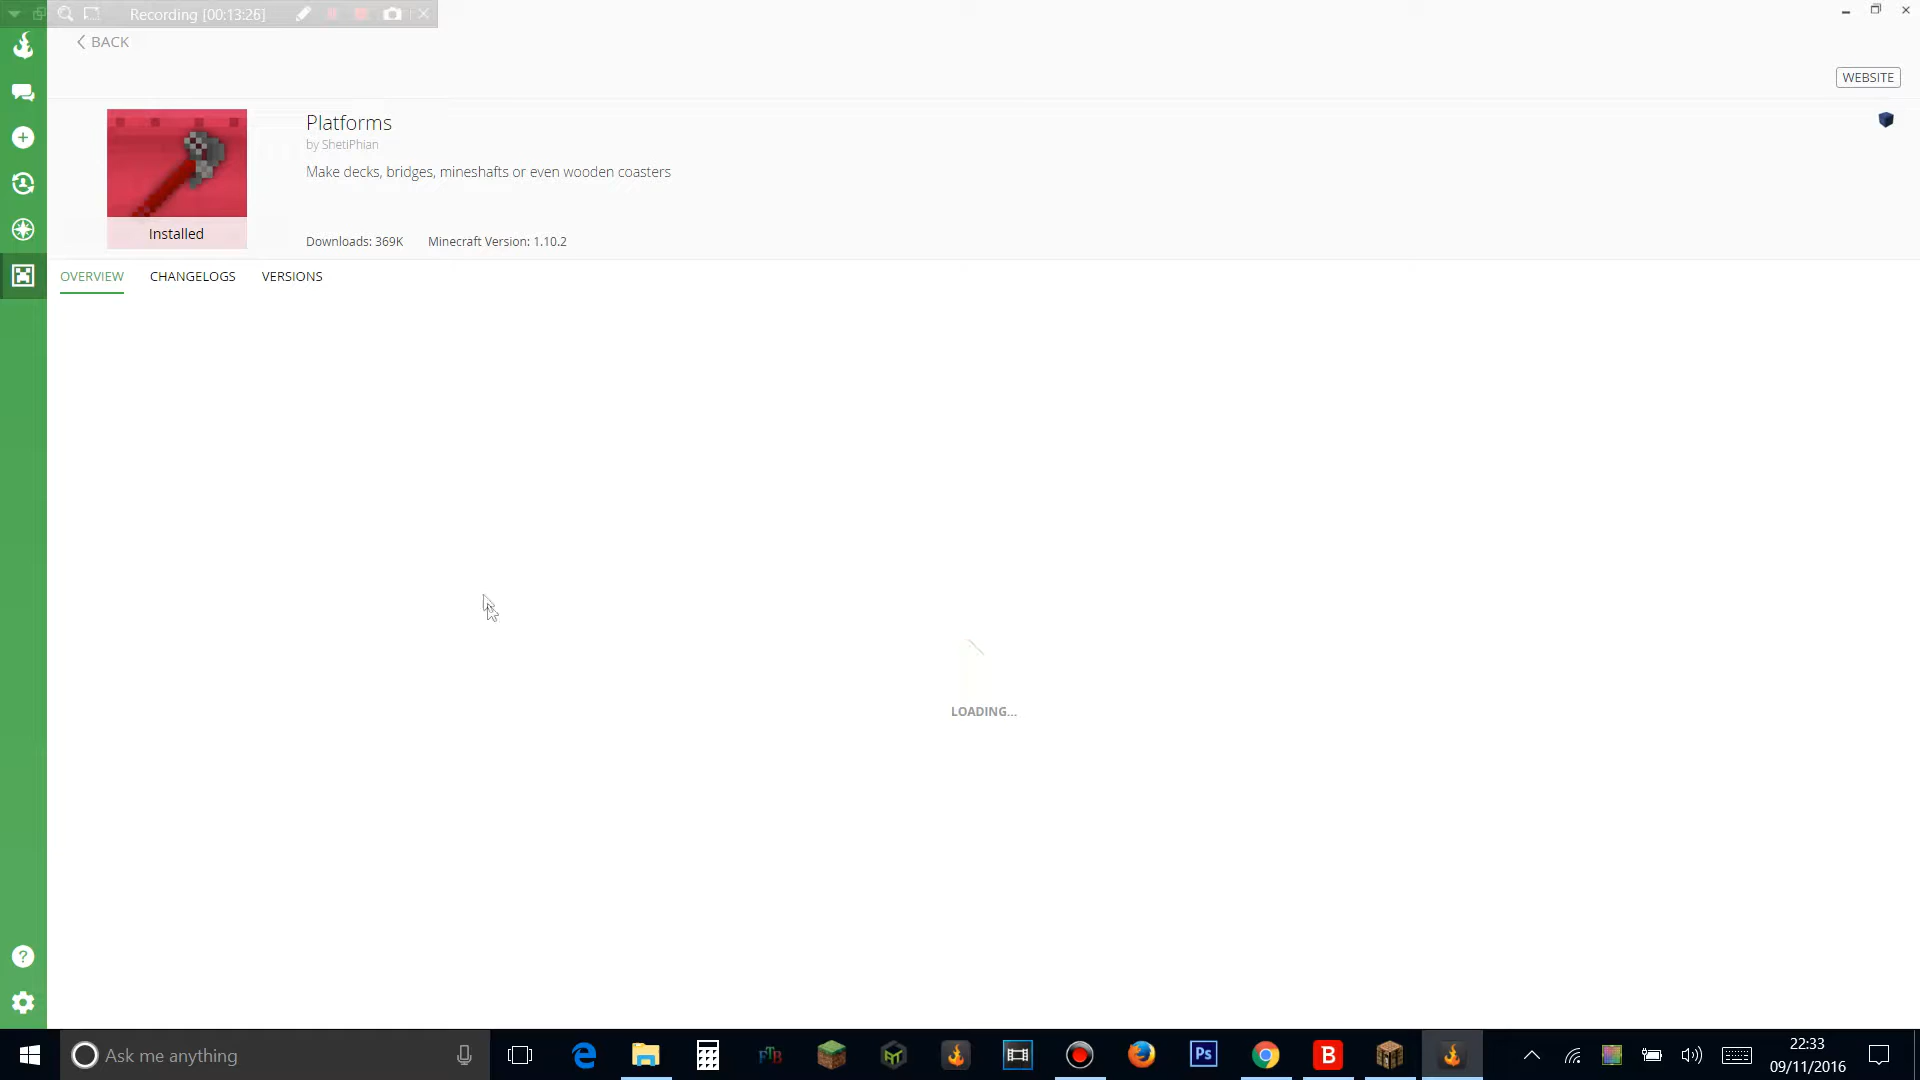 Recording [00:13:26]
BACK
WEBSITE
Platforms
by ShetiPhian
Make decks, bridges, mineshafts or even wooden coasters
Installed
Downloads: 369K Minecraft Version: 1.10.2
OVERVIEW CHANGELOGS VERSIONS
LOADING...
?
Ask me anything
FTB
Ps
B
22:33
09/11/2016